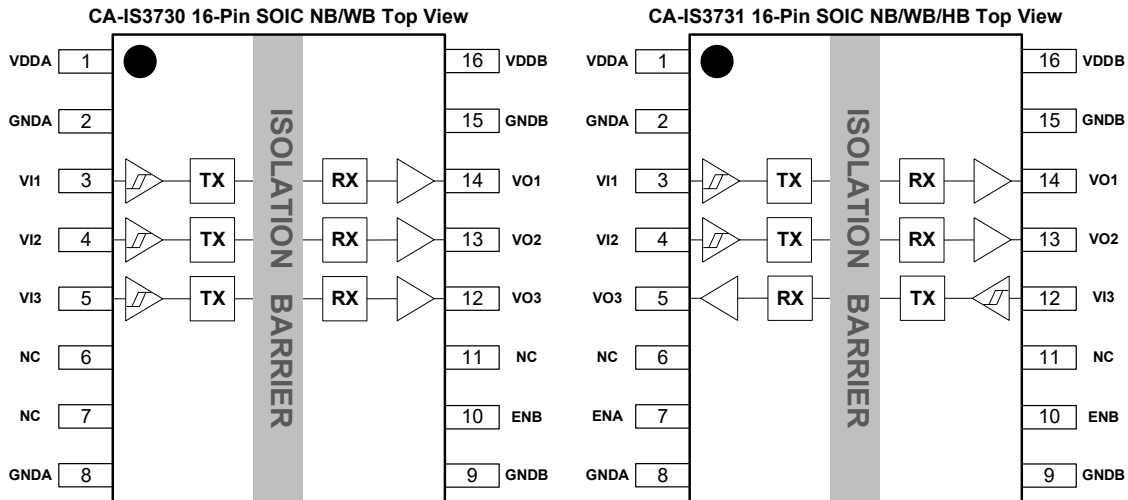 CA-IS3730 16-Pin SOIC NB/WB Top View
VDDA 1 16 VDDB
GNDA 2 15 GNDB
VI1 3 TX RX 14 VO1
VI2 4 TX RX 13 VO2
VI3 5 TX RX 12 VO3
NC 6 11 NC
NC 7 10 ENB
GNDA 8 9 GNDB
ISOLATION BARRIER
CA-IS3731 16-Pin SOIC NB/WB/HB Top View
VDDA 1 16 VDDB
GNDA 2 15 GNDB
VI1 3 TX RX 14 VO1
VI2 4 TX RX 13 VO2
VO3 5 RX TX 12 VI3
NC 6 11 NC
ENA 7 10 ENB
GNDA 8 9 GNDB
ISOLATION BARRIER